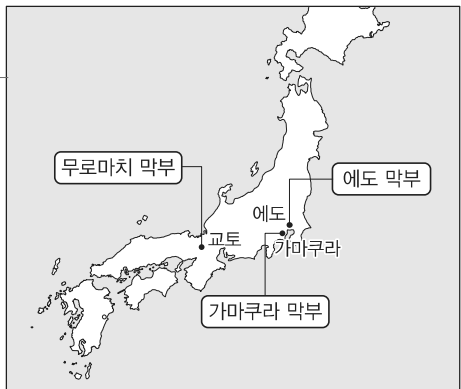 무로마치 막부
에도 막부
에도
교토
가마쿠라
가마쿠라 막부